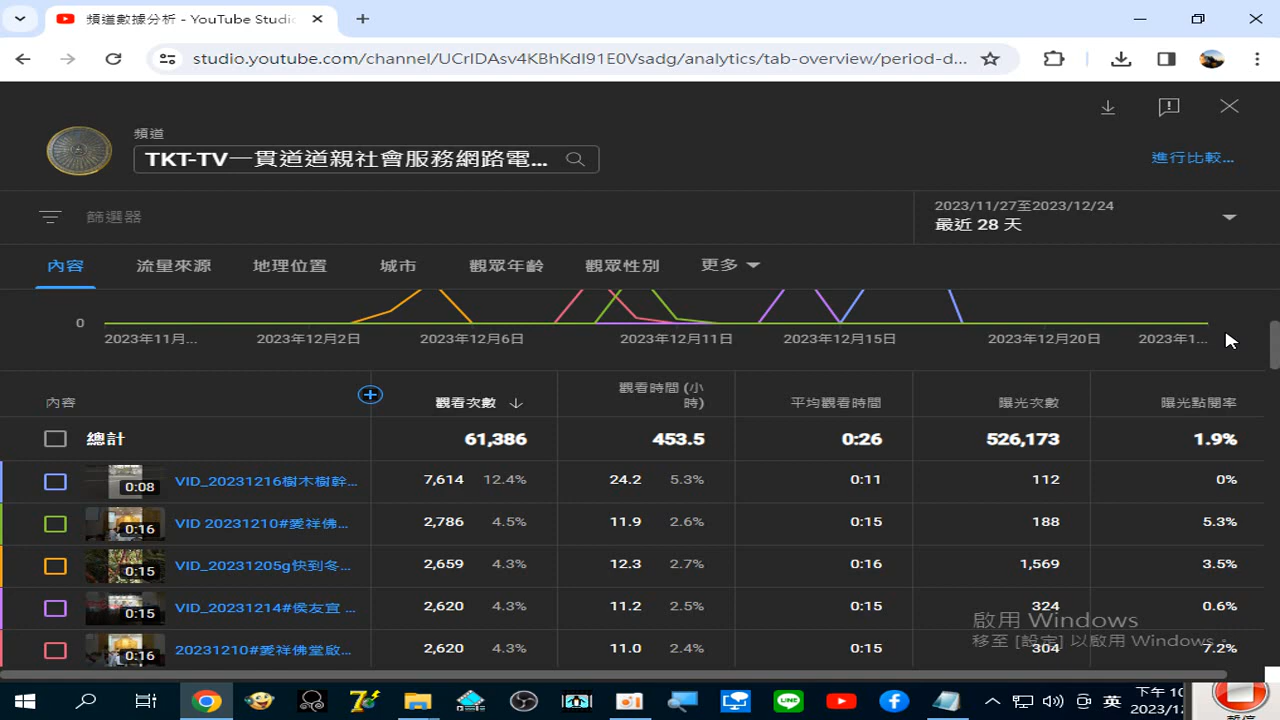 頻道數據分析 - YouTube Studio
studio.youtube.com/channel/UCrIDAsx4KBhKdI91E0Vsadg/analytics/tab-overview/period-d...
頻道
TKT-TV一貫道道親社會服務網路電...
進行比較...
篩選器
2023/11/27至2023/12/24
最近 28 天
內容 流量來源 地理位置 城市 觀眾年齡 觀眾性別 更多
0
2023年11月... 2023年12月2日 2023年12月6日 2023年12月11日 2023年12月15日 2023年12月20日 2023年1...
內容 觀看次數 觀看時間 (小時) 平均觀看時間 曝光次數 曝光點閱率
總計 61,386 453.5 0:26 526,173 1.9%
0:08 VID_20231216樹木樹幹... 7,614 12.4% 24.2 5.3% 0:11 112 0%
0:16 VID 20231210#愛祥佛... 2,786 4.5% 11.9 2.6% 0:15 188 5.3%
0:15 VID_20231205g快到冬... 2,659 4.3% 12.3 2.7% 0:16 1,569 3.5%
0:15 VID_20231214#侯友宜 ... 2,620 4.3% 11.2 2.5% 0:15 324 0.6%
0:16 20231210#愛祥佛堂啟... 2,620 4.3% 11.0 2.4% 0:15 304 7.2%
啟用 Windows
移至 [設定] 以啟用 Windows。
英
下午 10
2023/12